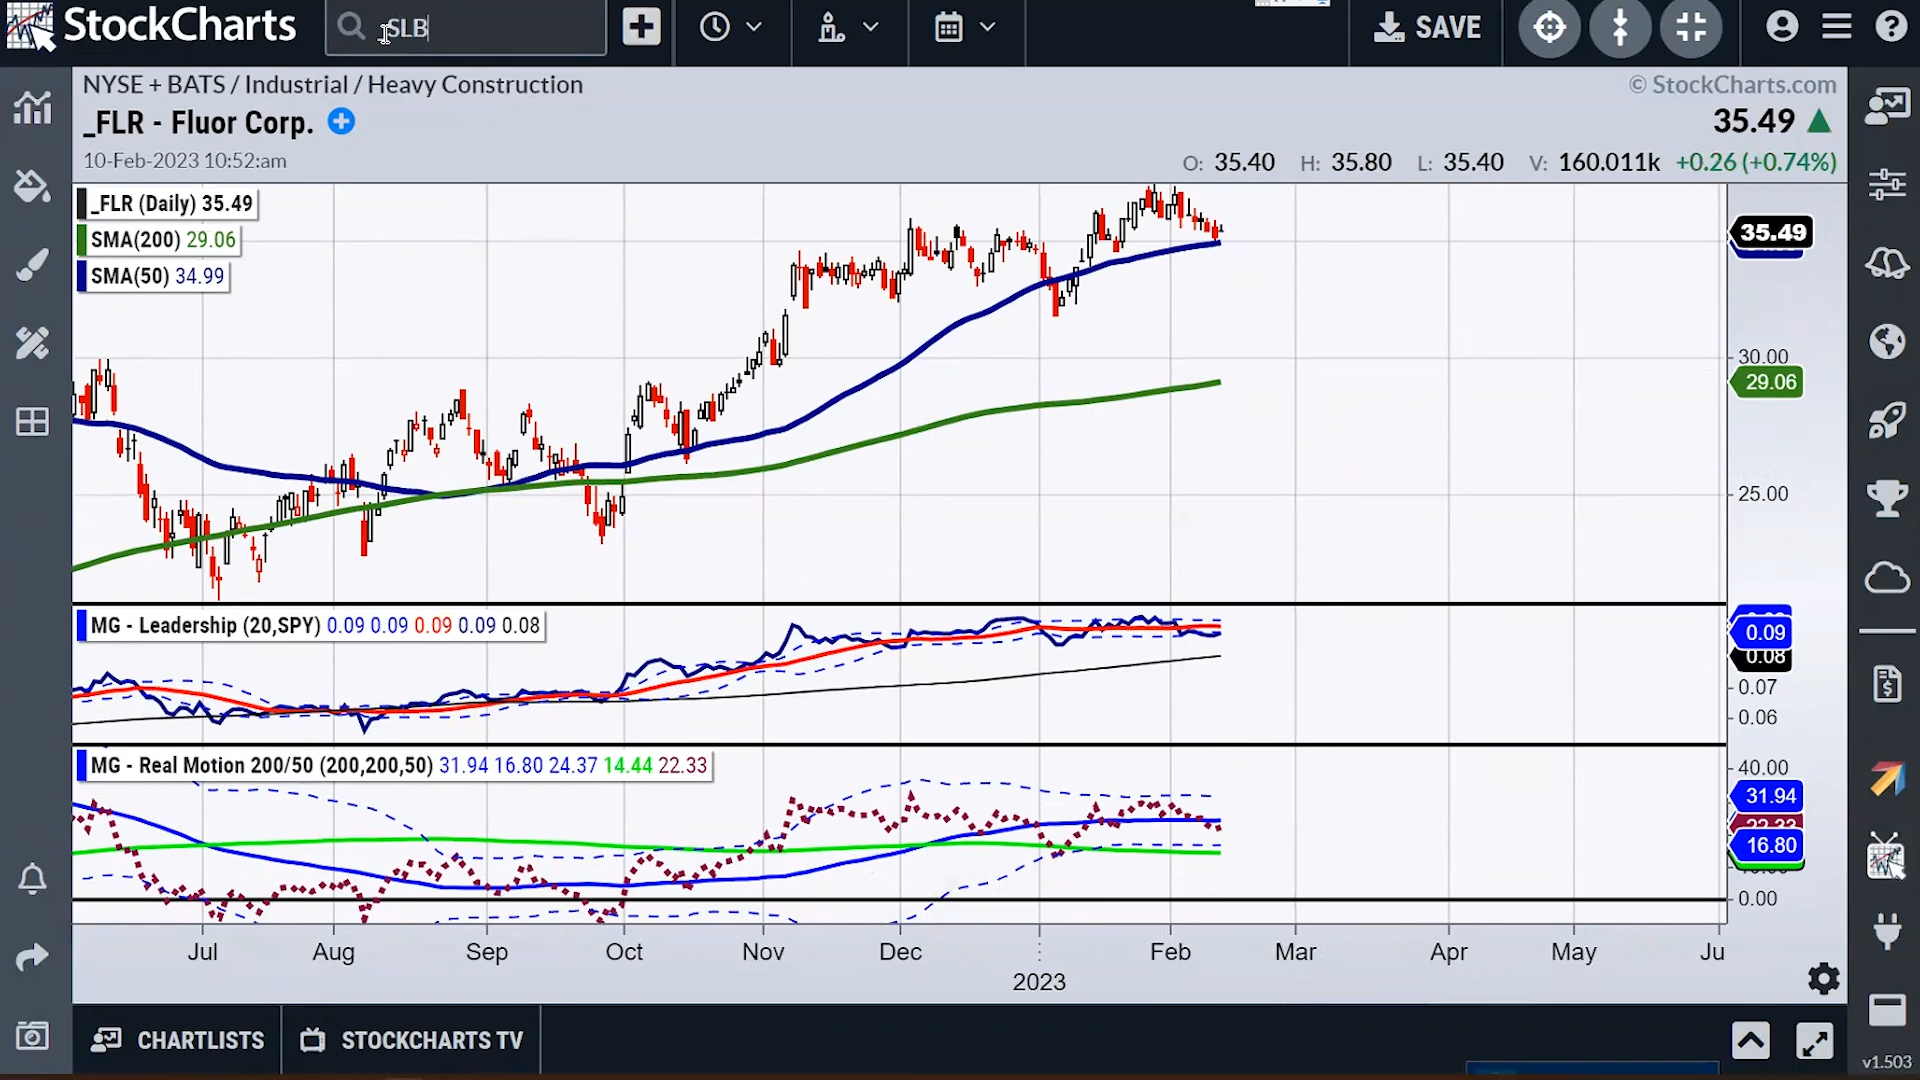 StockCharts
SLB
SAVE
NYSE + BATS / Industrial / Heavy Construction
© StockCharts.com
_FLR - Fluor Corp.
35.49
10-Feb-2023 10:52:am
O: 35.40 H: 35.80 L: 35.40 V: 160.011k +0.26 (+0.74%)
_FLR (Daily) 35.49
SMA(200) 29.06
SMA(50) 34.99
35.49
30.00
29.06
25.00
MG - Leadership (20,SPY) 0.09 0.09 0.09 0.09 0.08
0.09
0.08
0.07
0.06
MG - Real Motion 200/50 (200,200,50) 31.94 16.80 24.37 14.44 22.33
40.00
31.94
22.33
16.80
0.00
Jul Aug Sep Oct Nov Dec Feb Mar Apr May Ju
2023
CHARTLISTS
STOCKCHARTS TV
v1.503